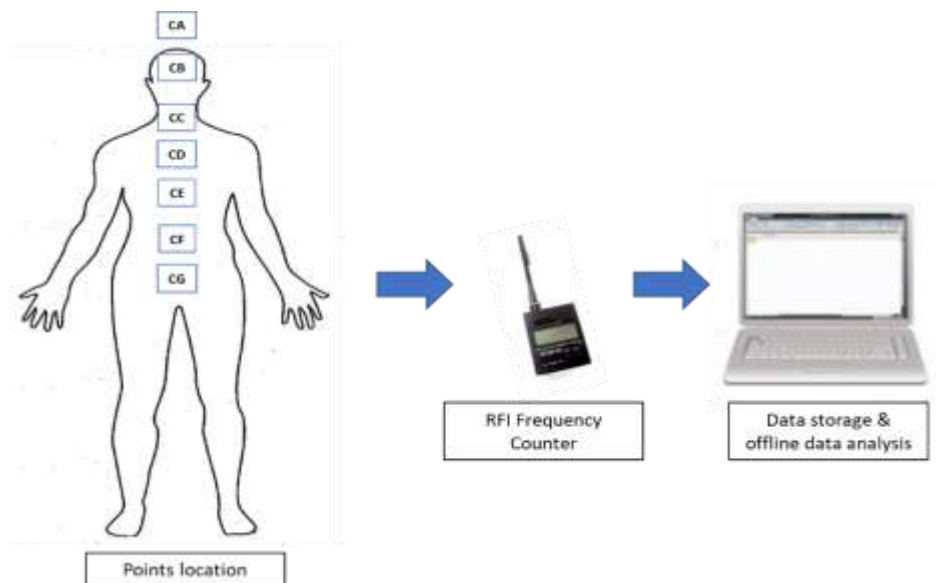 CA
CB
CC
CD
CE
CF
CG
RFI Frequency
Counter
Data storage &
offline data analysis
Points location